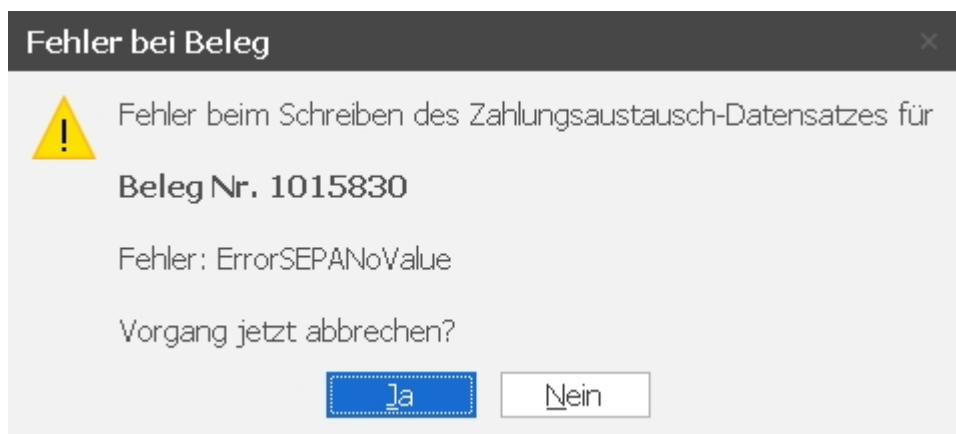 Fehler bei Beleg
Fehler beim Schreiben des Zahlungsaustausch-Datensatzes für
Beleg Nr. 1015830
Fehler: ErrorSEPANoValue
Vorgang jetzt abbrechen?
Ja
Nein